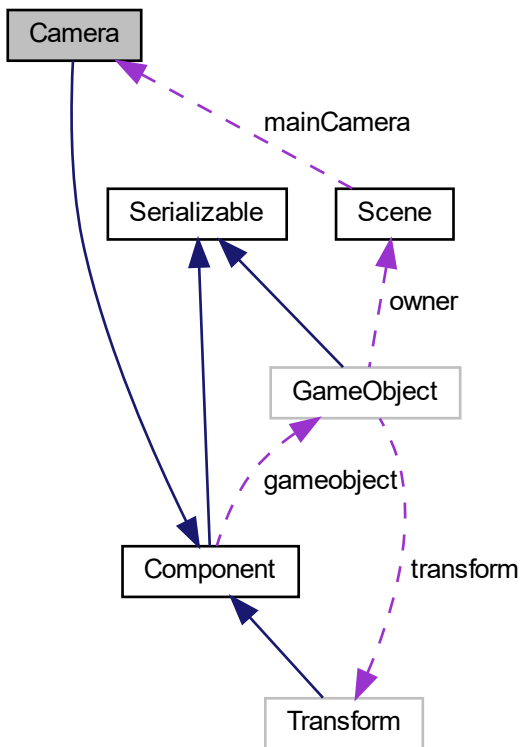 Camera
mainCamera
Serializable
Scene
owner
GameObject
gameobject
Component
transform
Transform